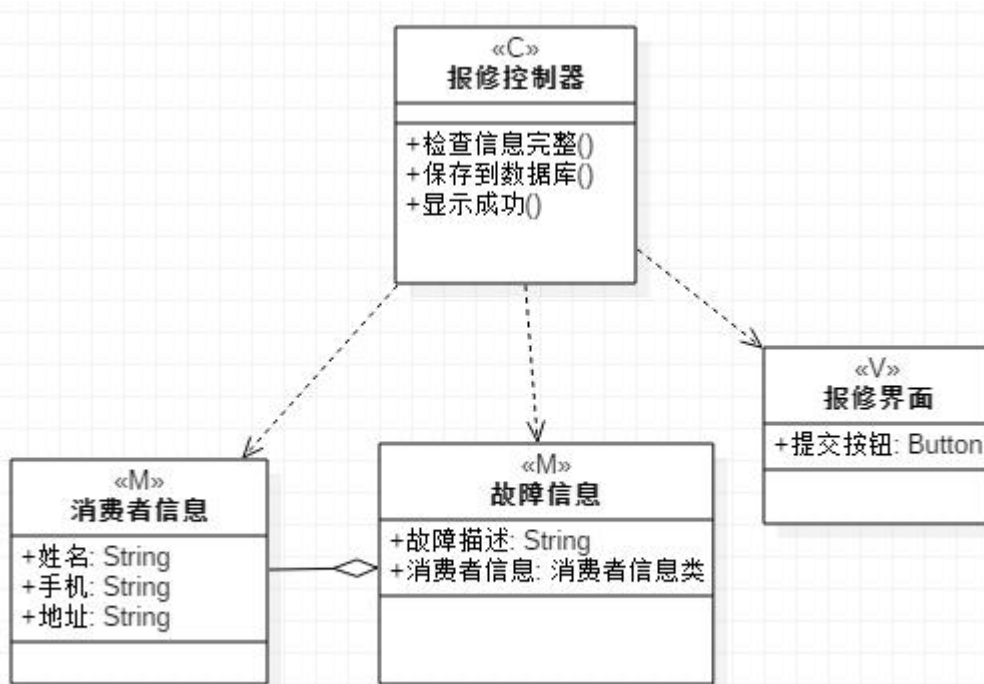 «C»
报修控制器
+检查信息完整()
+保存到数据库()
+显示成功()
«V»
报修界面
+提交按钮: Button
«M»
消费者信息
+姓名: String
+手机: String
+地址: String
«M»
故障信息
+故障描述: String
+消费者信息: 消费者信息类